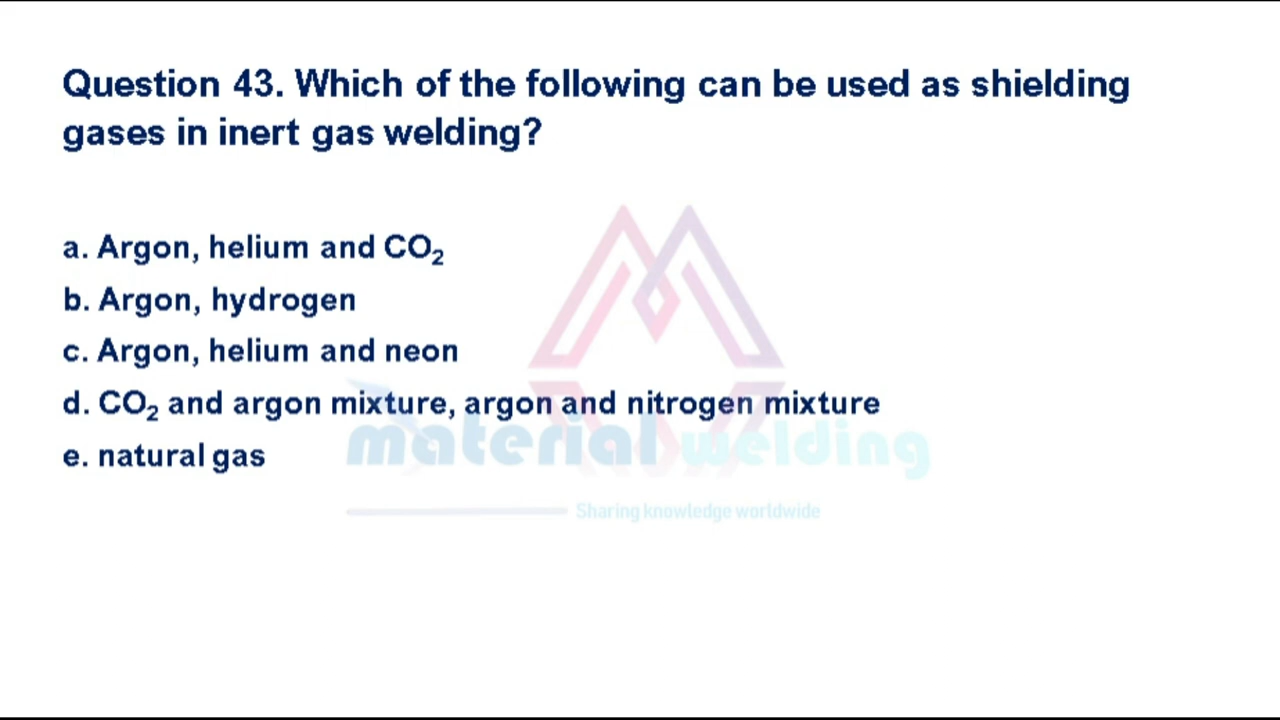 Question 43. Which of the following can be used as shielding
gases in inert gas welding?
a. Argon, helium and CO₂
b. Argon, hydrogen
c. Argon, helium and neon
d. CO₂ and argon mixture, argon and nitrogen mixture
material welding
e. natural gas
Sharing knowledge worldwide